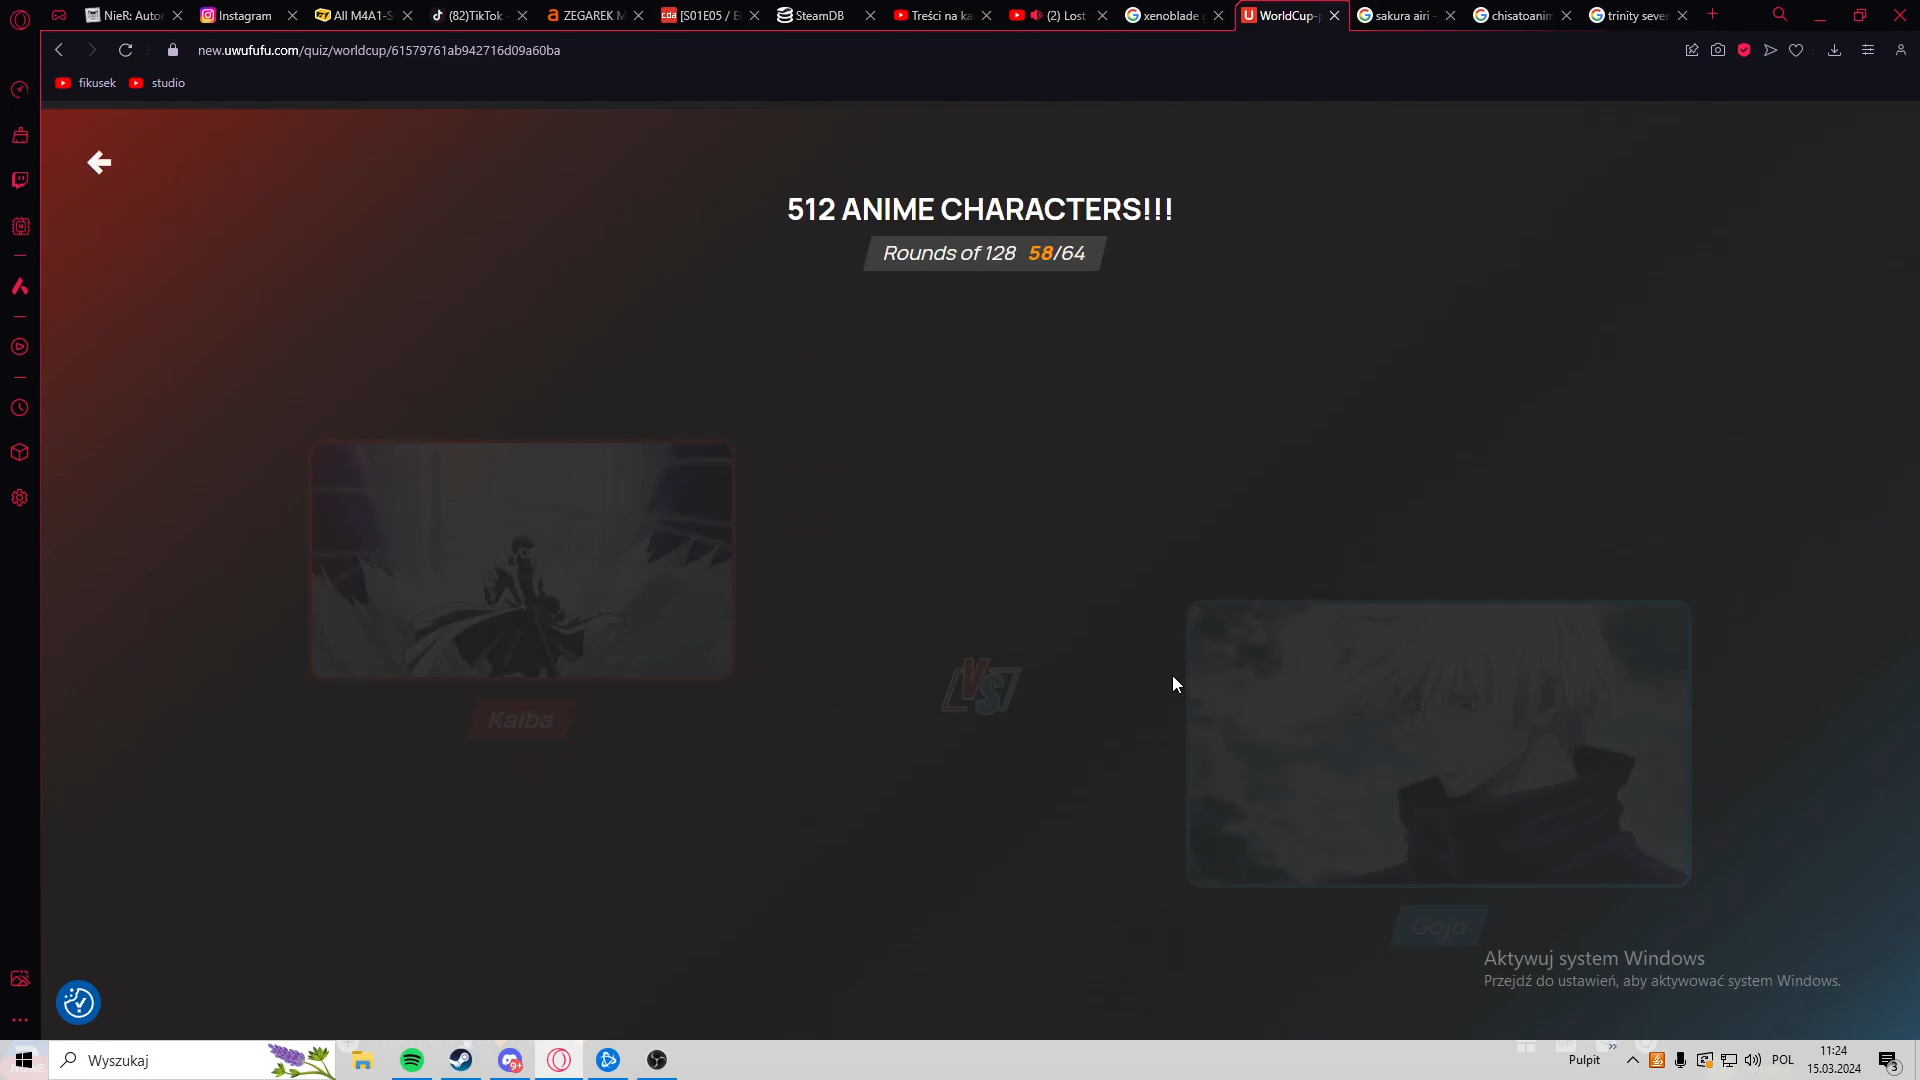 NieR: Autor
Instagram
All M4A1-S
(82)TikTok -
ZEGAREK M
[S01E05 / E
SteamDB
Treści na ka
(2) Lost
xenoblade
WorldCup-p
sakura airi -
chisatoanim
trinity sever
new.uwufufu.com/quiz/worldcup/61579761ab942716d09a60ba
fikusek
studio
512 ANIME CHARACTERS!!!
Rounds of 128 58/64
VS
Kaiba
Gojo
Aktywuj system Windows
Przejdź do ustawień, aby aktywować system Windows.
Wyszukaj
9+
Pulpit
POL
11:24
15.03.2024
3